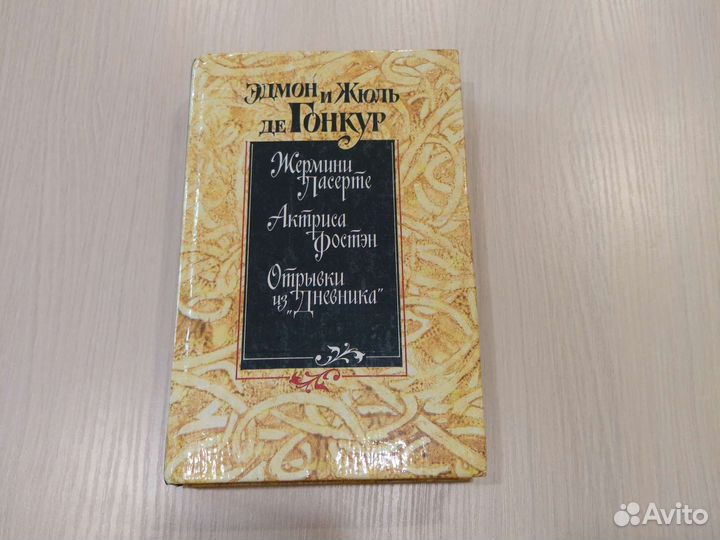 Эдмон и Жюль
де Гонкур
Жермини
Ласерте
Актриса
Фостэн
Отрывки
из „Дневника"
Avito